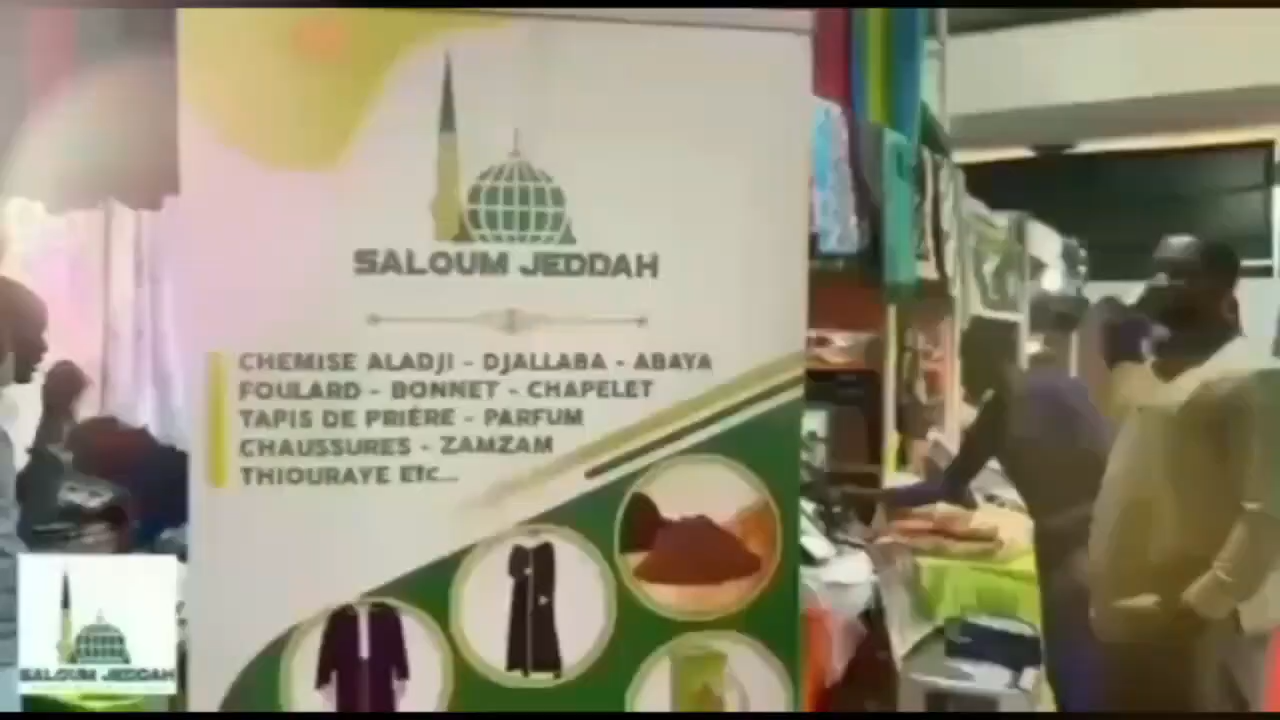 SALOUM JEDDAH
CHEMISE ALADJI - DJALLABA - ABAYA
FOULARD - BONNET - CHAPELET
TAPIS DE PRIÈRE - PARFUM
CHAUSSURES - ZAMZAM
THIOURAYE Etc...
SALOUM JEDDAH